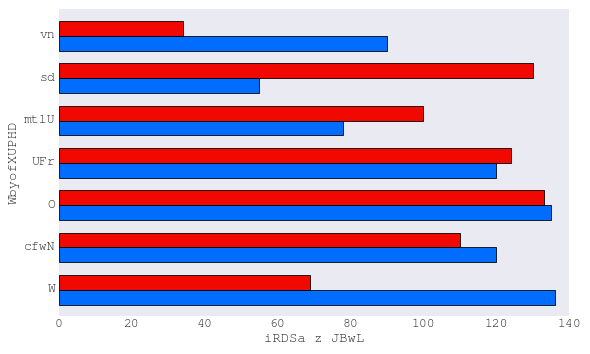 vn
sd
mtlU
UFr
O
cfwN
W
WbyofXUPHD
0 20 40 60 80 100 120 140
iRDSa z JBwL